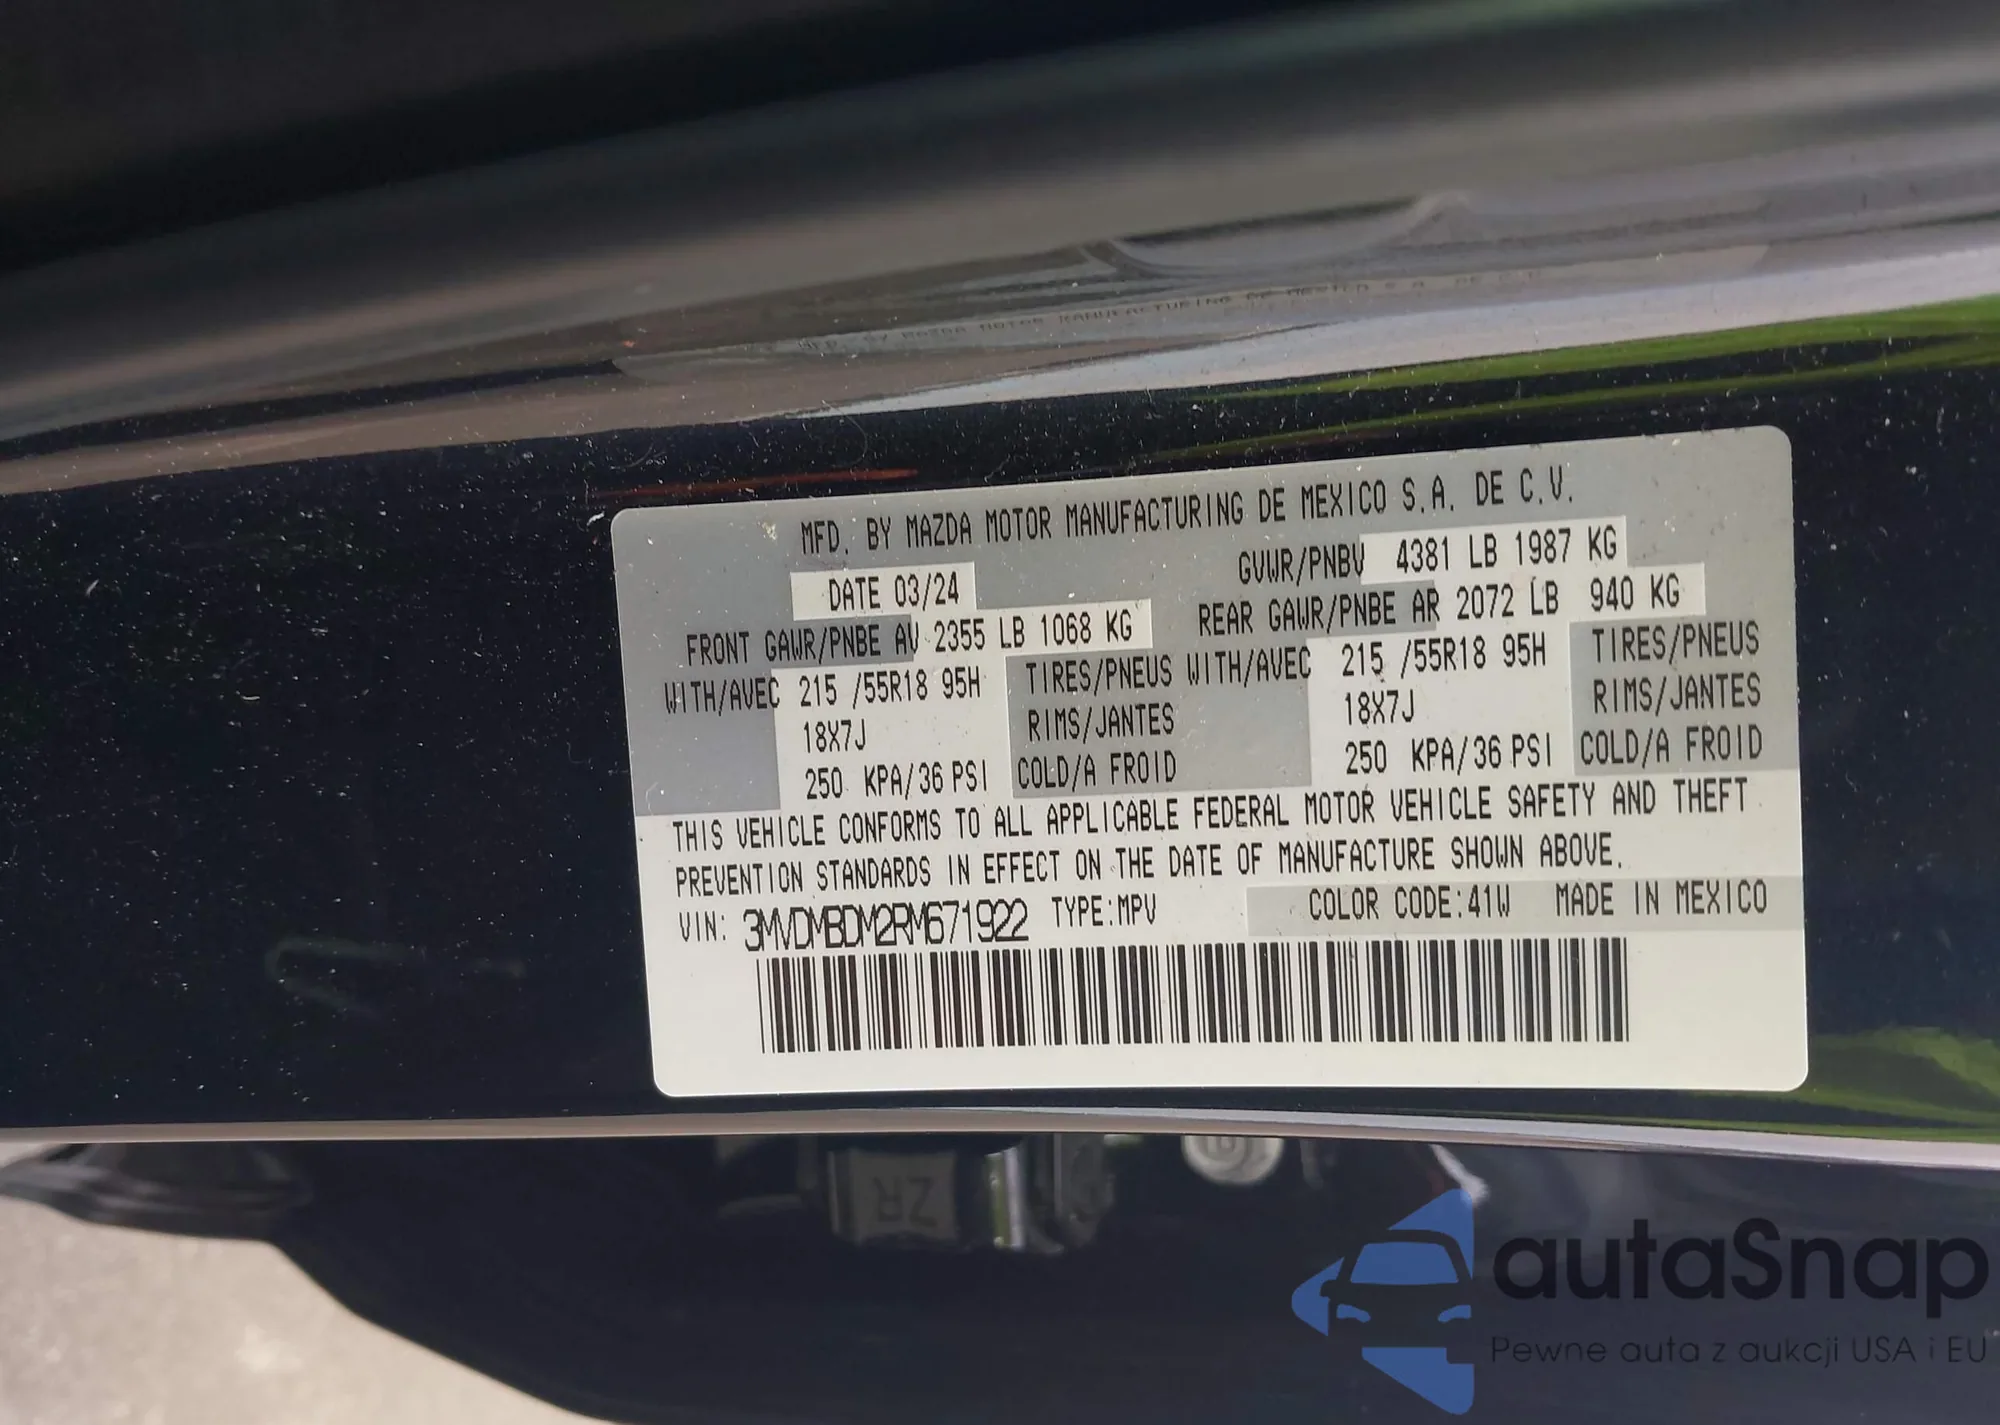 MFD. BY MAZDA MOTOR MANUFACTURING DE MEXICO S.A. DE C.V.
DATE 03/24 GVWR/PNBV 4381 LB 1987 KG
FRONT GAWR/PNBE AV 2355 LB 1068 KG REAR GAWR/PNBE AR 2072 LB 940 KG
WITH/AVEC 215 /55R18 95H TIRES/PNEUS WITH/AVEC 215 /55R18 95H TIRES/PNEUS
18X7J RIMS/JANTES 18X7J RIMS/JANTES
250 KPA/36 PSI COLD/A FROID 250 KPA/36 PSI COLD/A FROID
THIS VEHICLE CONFORMS TO ALL APPLICABLE FEDERAL MOTOR VEHICLE SAFETY AND THEFT
PREVENTION STANDARDS IN EFFECT ON THE DATE OF MANUFACTURE SHOWN ABOVE.
VIN: 3MVDMBDM2RM671922 TYPE:MPV COLOR CODE:41W MADE IN MEXICO
ZR
autaSnap
Pewne auta z aukcji USA i EU